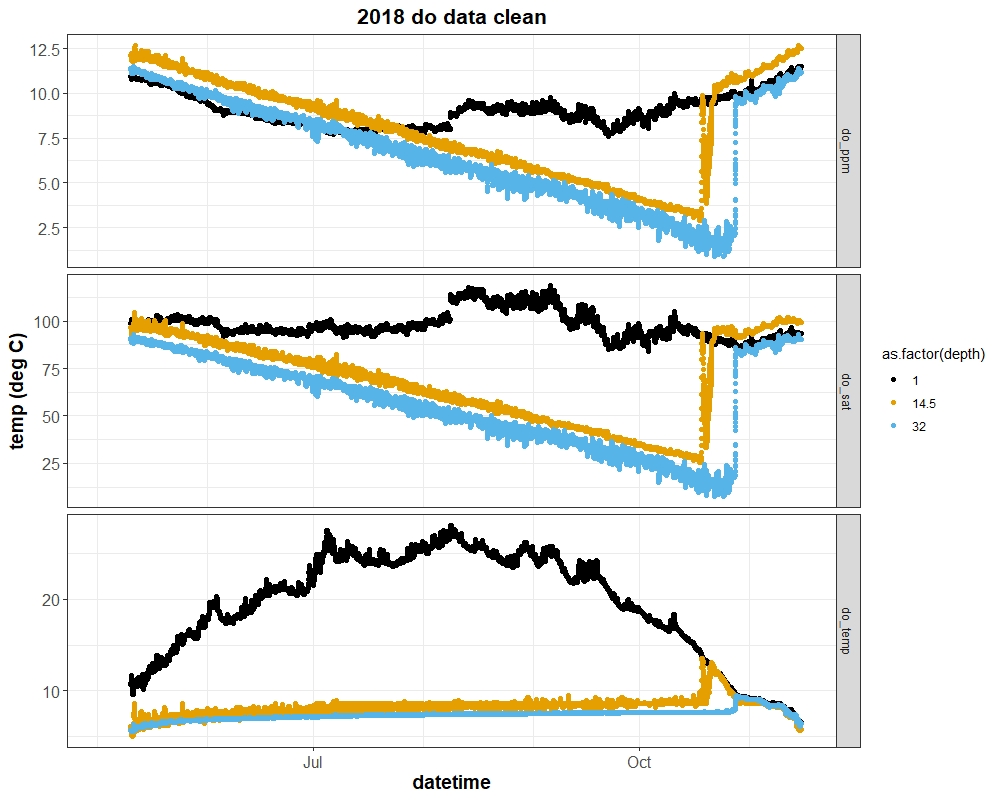 2018 do data clean
12.5
10.0
7.5
5.0
2.5
do_ppm
100
75
50
25
do_sat
20
10
do_temp
temp (deg C)
Jul
Oct
datetime
as.factor(depth)
1
14.5
32